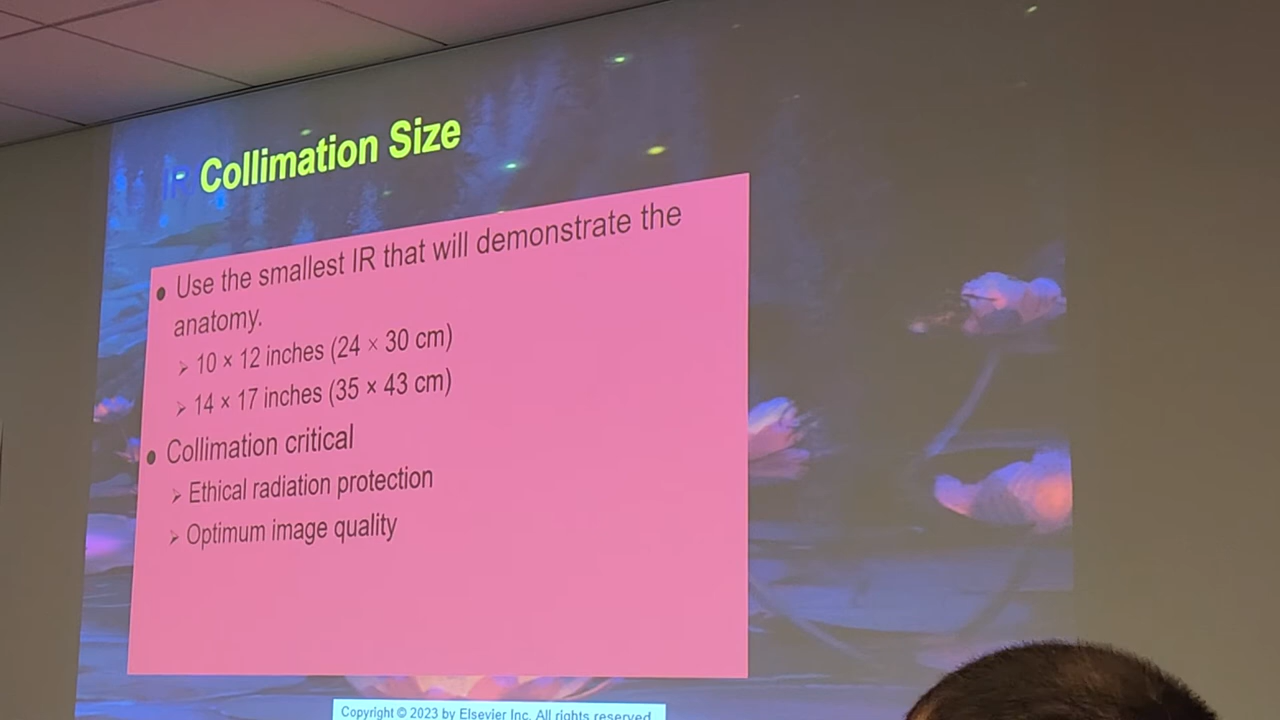 Collimation Size
• Use the smallest IR that will demonstrate the
anatomy.
➢ 10 × 12 inches (24 × 30 cm)
➢ 14 × 17 inches (35 × 43 cm)
• Collimation critical
➢ Ethical radiation protection
➢ Optimum image quality
Copyright © 2023 by Elsevier Inc. All rights reserved.